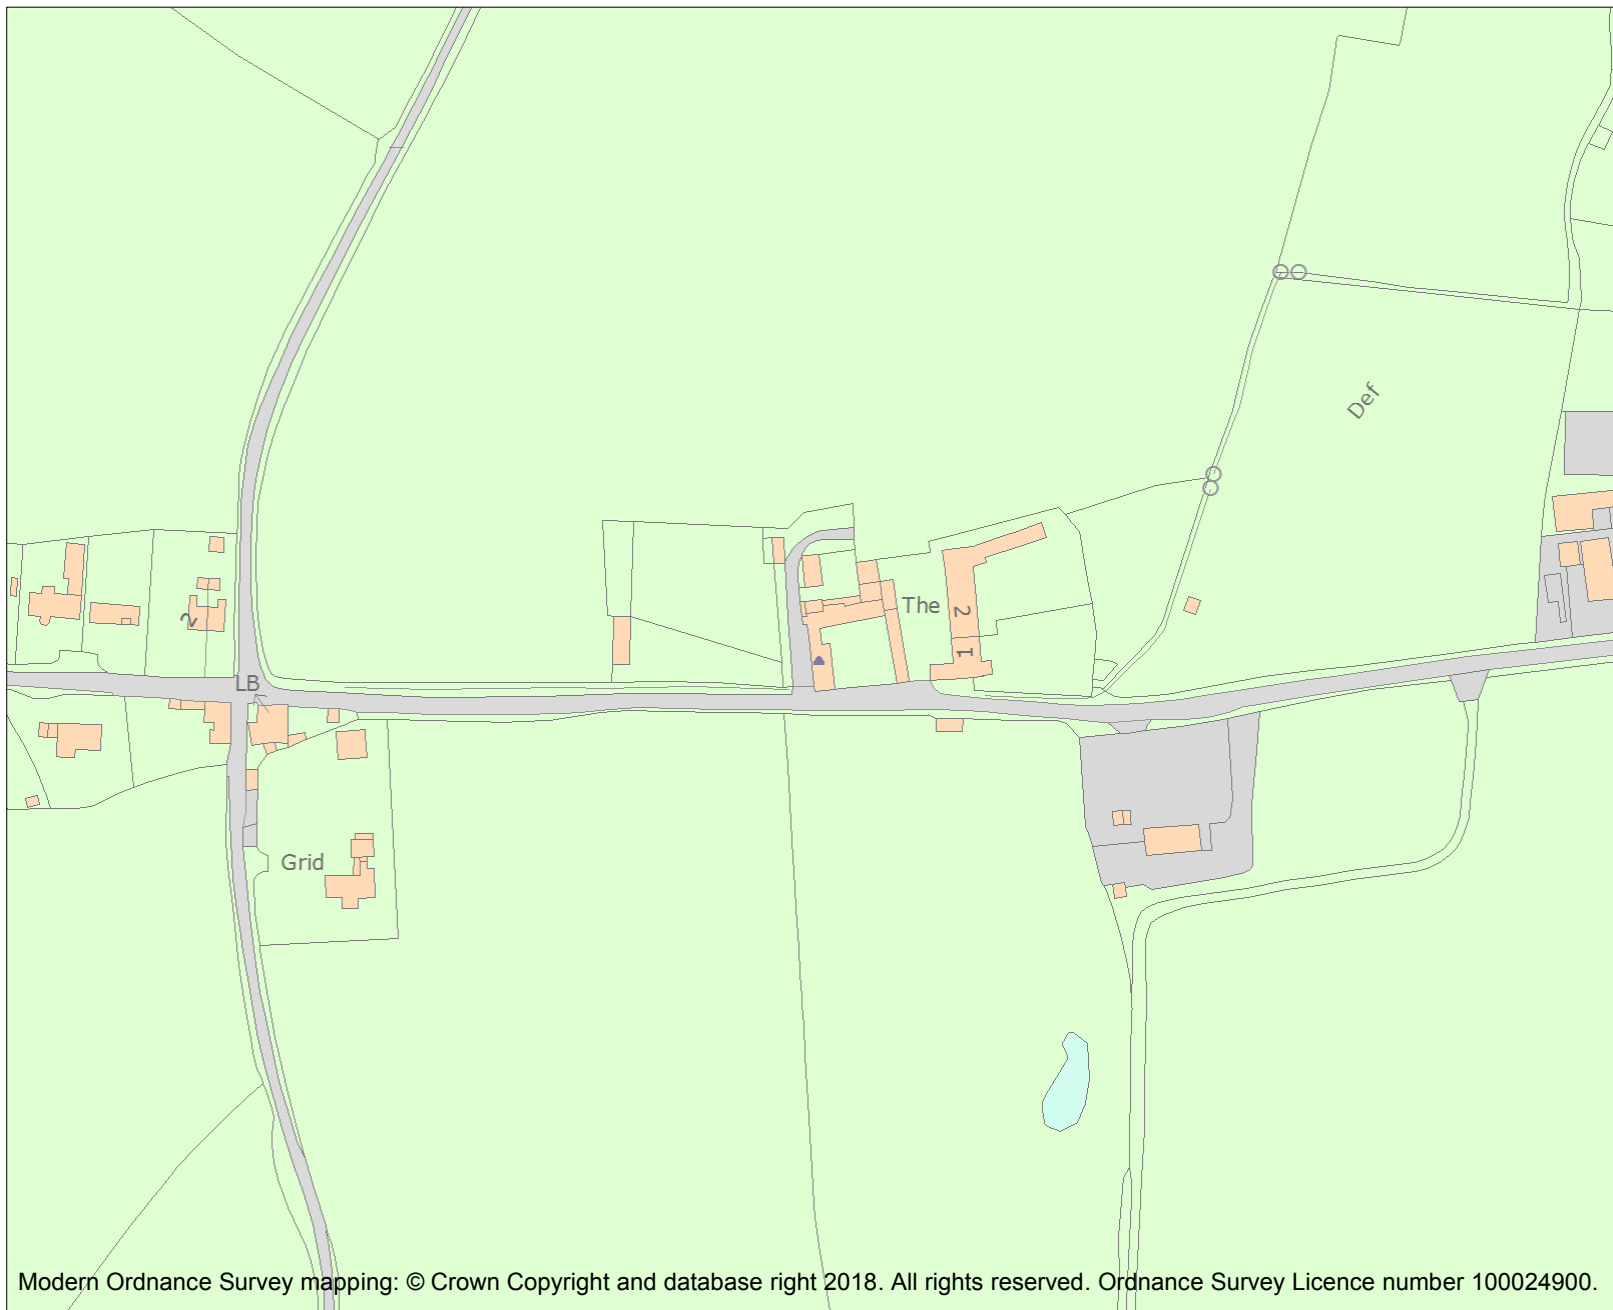 Def
The
2
1
2
LB
Grid
Modern Ordnance Survey mapping: © Crown Copyright and database right 2018. All rights reserved. Ordnance Survey Licence number 100024900.